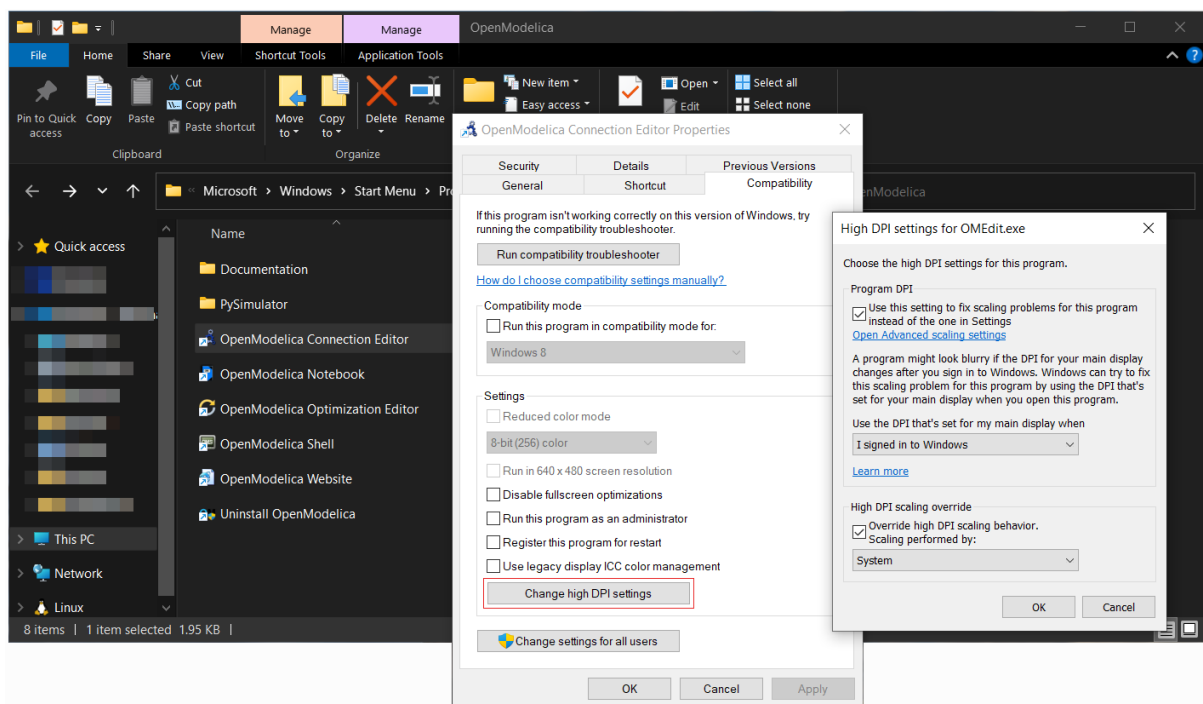 Manage
Manage
OpenModelica
File
Home
Share
View
Shortcut Tools
Application Tools
Pin to Quick
access
Copy
Paste
Cut
Copy path
Paste shortcut
Clipboard
Move
to
Copy
to
Delete
Rename
Organize
New item
Easy access
Open
Edit
Select all
Select none
« Microsoft > Windows > Start Menu >
nModelica
Quick access
This PC
Network
Linux
Name
Documentation
PySimulator
OpenModelica Connection Editor
OpenModelica Notebook
OpenModelica Optimization Editor
OpenModelica Shell
OpenModelica Website
Uninstall OpenModelica
8 items | 1 item selected 1.95 KB |
OpenModelica Connection Editor Properties
Security
Details
Previous Versions
General
Shortcut
Compatibility
If this program isn't working correctly on this version of Windows, try
running the compatibility troubleshooter.
Run compatibility troubleshooter
How do I choose compatibility settings manually?
Compatibility mode
Run this program in compatibility mode for:
Windows 8
Settings
Reduced color mode
8-bit (256) color
Run in 640 x 480 screen resolution
Disable fullscreen optimizations
Run this program as an administrator
Register this program for restart
Use legacy display ICC color management
Change high DPI settings
Change settings for all users
OK
Cancel
Apply
High DPI settings for OMEdit.exe
Choose the high DPI settings for this program.
Program DPI
Use this setting to fix scaling problems for this program
instead of the one in Settings
Open Advanced scaling settings
A program might look blurry if the DPI for your main display
changes after you sign in to Windows. Windows can try to fix
this scaling problem for this program by using the DPI that's
set for your main display when you open this program.
Use the DPI that's set for my main display when
I signed in to Windows
Learn more
High DPI scaling override
Override high DPI scaling behavior.
Scaling performed by:
System
OK
Cancel